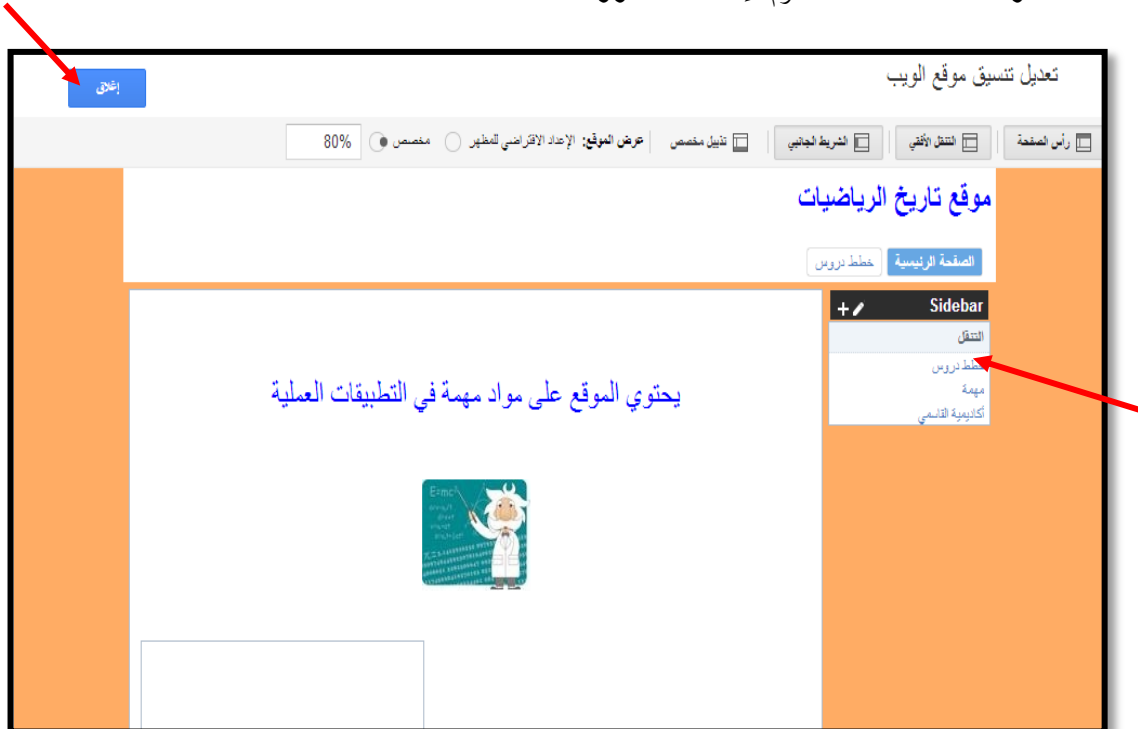 تعديل تنسيق موقع الويب
إغلاق
رأس الصفحة التنقل الأفقي الشريط الجانبي تذييل مخصص عرض الموقع: الإعداد الافتراضي للمظهر مخصص 80%
موقع تاريخ الرياضيات
الصفحة الرئيسية خطط دروس
Sidebar
التنقل
خطط دروس
مهمة
أكاديمية القاسمي
يحتوي الموقع على مواد مهمة في التطبيقات العملية
E=mc²